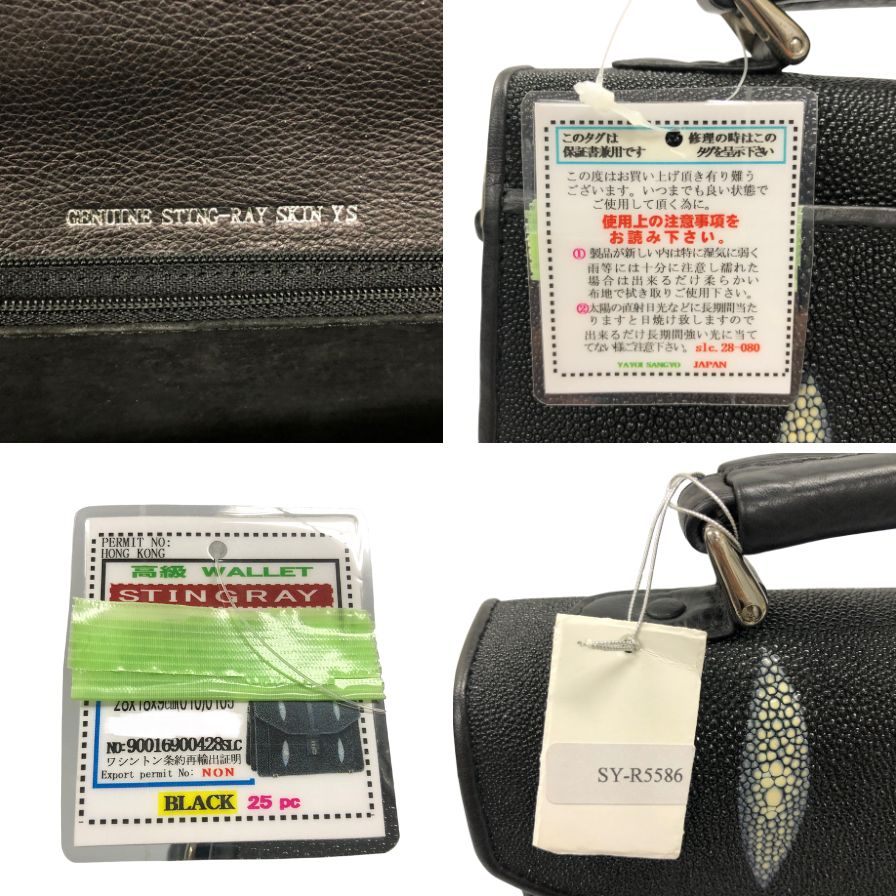 GENUINE STING-RAY SKIN Y.S
このタグは
保証書兼用です
修理の時はこの
タグを呈示下さい
この度はお買い上げ頂き有り難う
ございます。いつまでも良い状態で
ご使用して頂く為に。
使用上の注意事項を
お読み下さい。
① 製品が新しい内は特に湿気に弱く
雨等には十分に注意し濡れた
場合は出来るだけ柔らかい
布地で拭き取りご使用下さい。
②太陽の直射日光などに長期間当た
りますと日焼け致しますので
出来るだけ長期間強い光に当て
てない様ご注意下さい。 slc.28-080
YAYOI SANGYO JAPAN
PERMIT NO:
HONG KONG
高級 WALLET
STINGRAY
NO:90016900428SLC
ワシントン条約再輸出証明
Export permit No: NON
BLACK 25 pc
SY-R5586